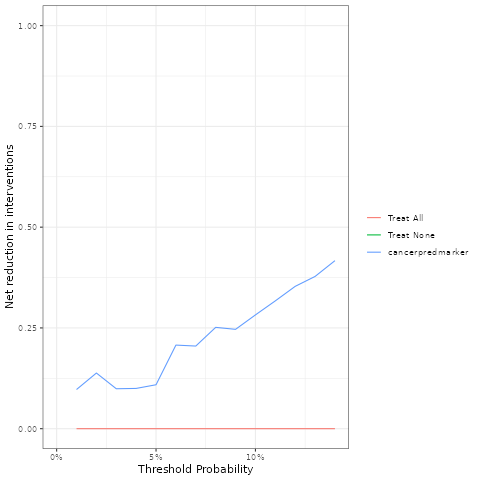 1.00
0.75
0.50
0.25
0.00
Net reduction in interventions
0%
5%
10%
Threshold Probability
Treat All
Treat None
cancerpredmarker